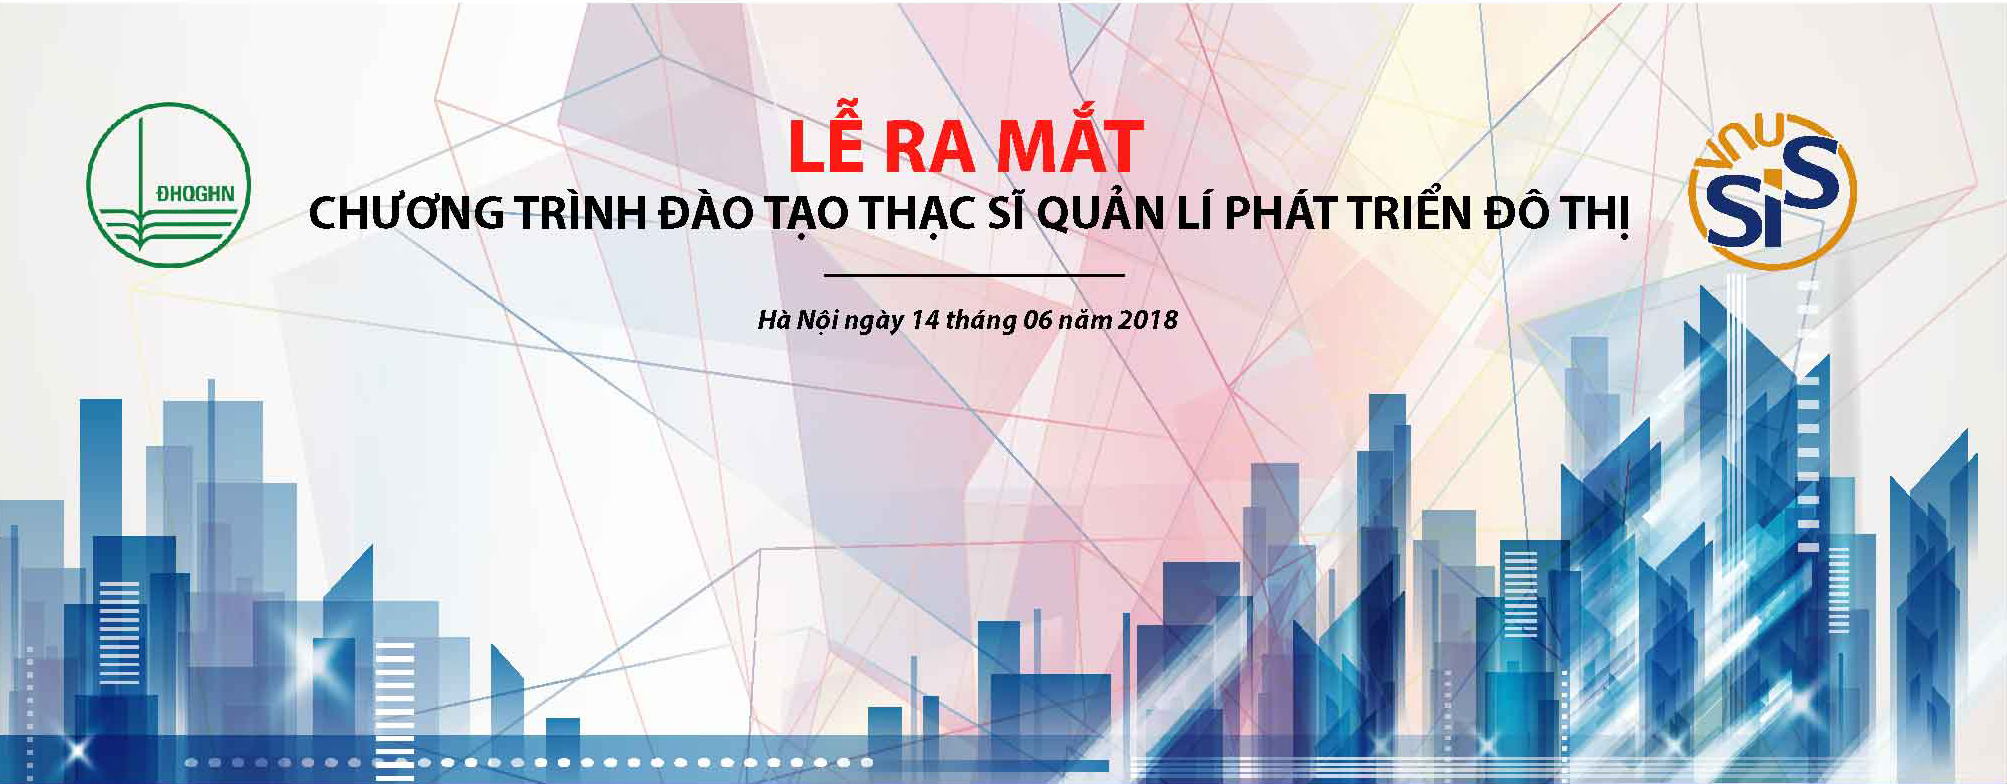 LỄ RA MẮT
CHƯƠNG TRÌNH ĐÀO TẠO THẠC SĨ QUẢN LÍ PHÁT TRIỂN ĐÔ THỊ
Hà Nội ngày 14 tháng 06 năm 2018
ĐHQGHN
VNU
SiS